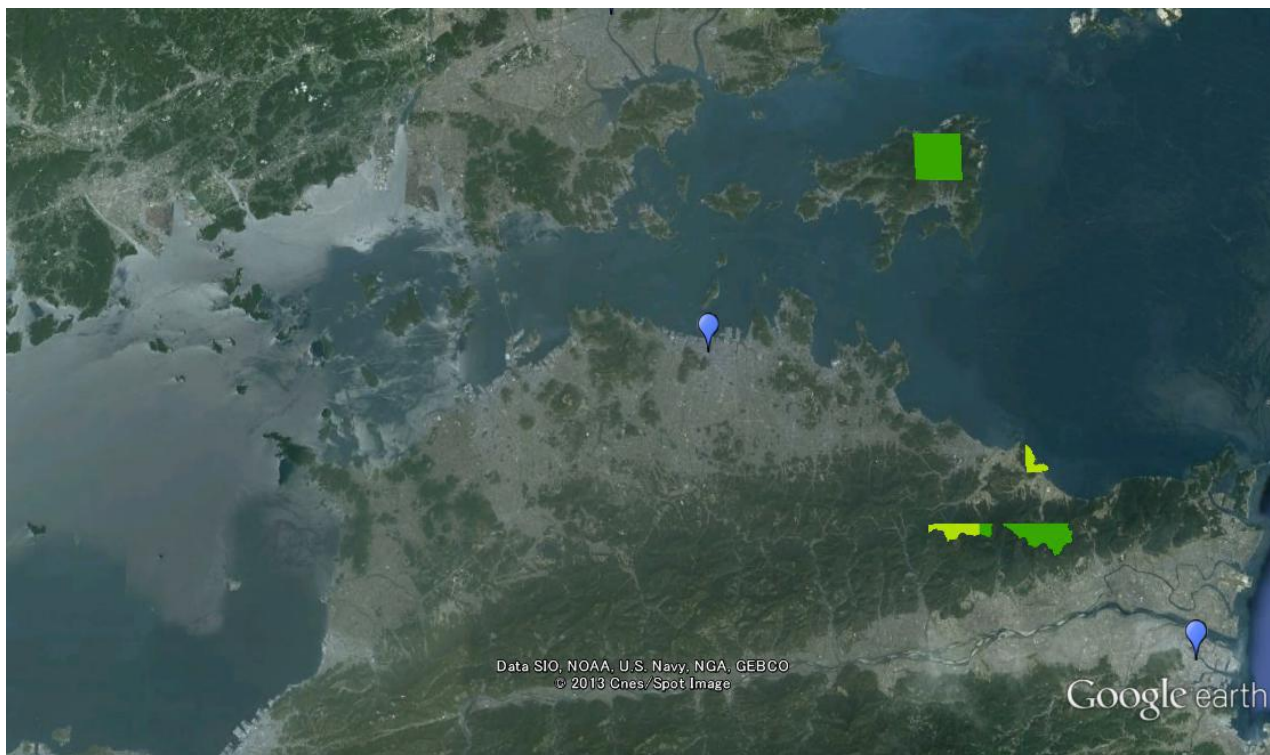 Data SIO, NOAA, U.S. Navy, NGA, GEBCO
© 2013 Cnes/Spot Image
Google earth